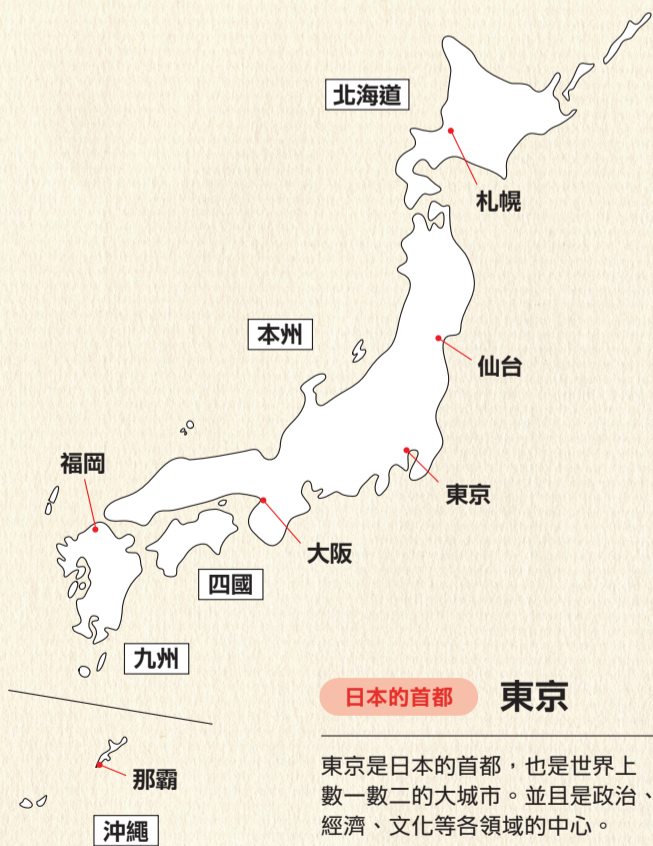 北海道
札幌
本州
仙台
福岡
東京
大阪
四國
九州
日本的首都 東京
那霸
東京是日本的首都，也是世界上
數一數二的大城市。並且是政治、
經濟、文化等各領域的中心。
沖繩